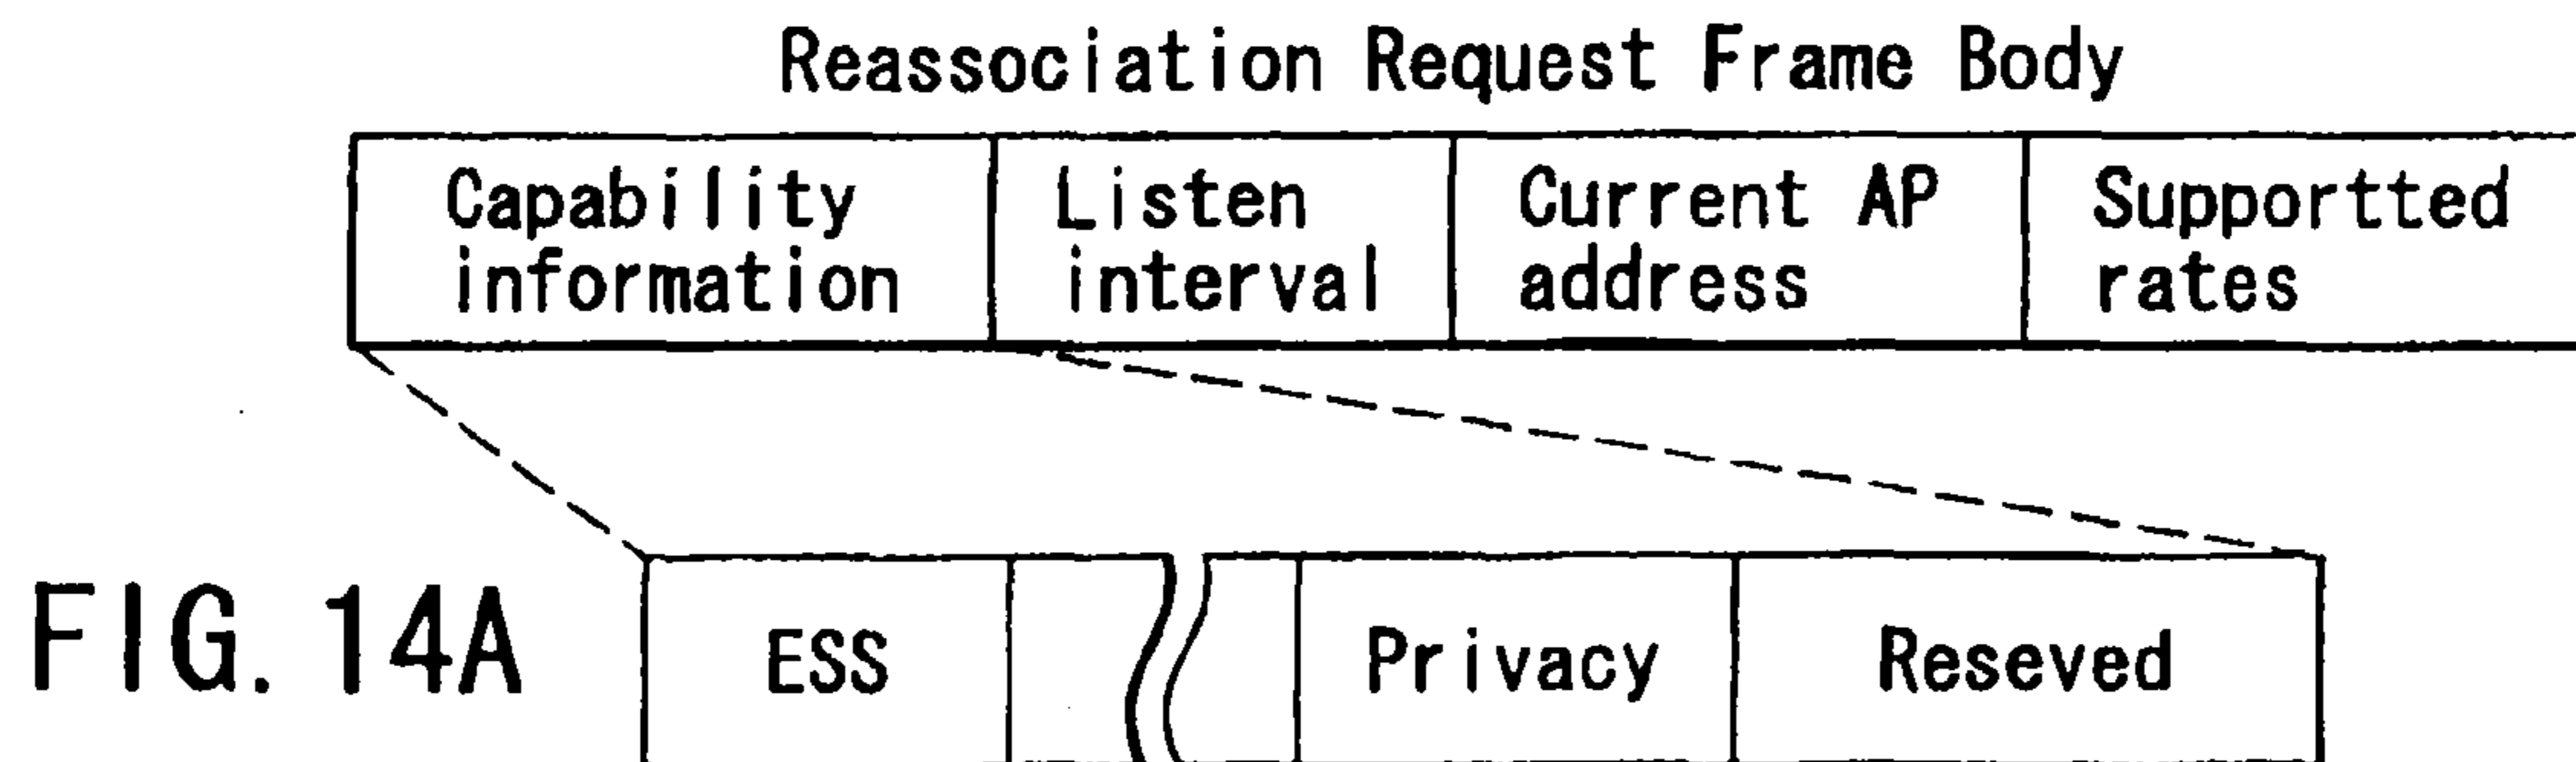 Reassociation Request Frame Body
Capability information
Listen interval
Current AP address
Supportted rates
FIG. 14A
ESS
Privacy
Reseved